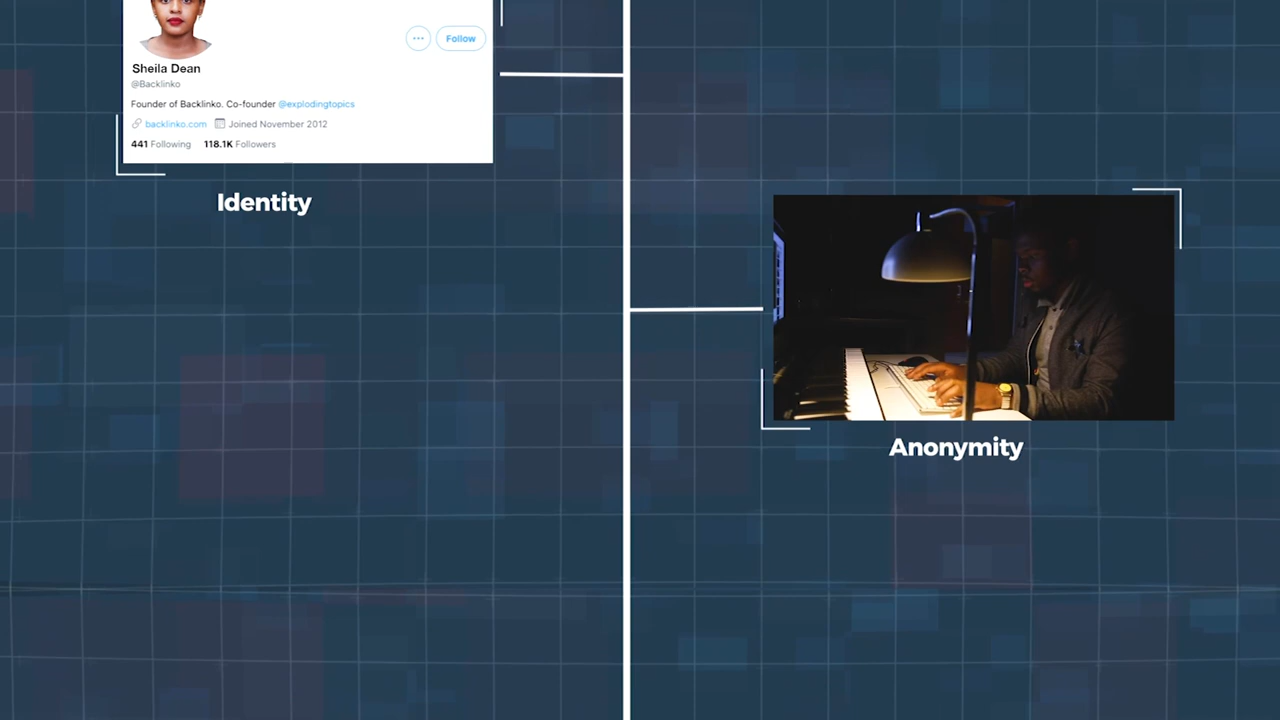 Follow
Sheila Dean
@Backlinko
Founder of Backlinko. Co-founder @explodingtopics
backlinko.com Joined November 2012
441 Following 118.1K Followers
Identity
Anonymity